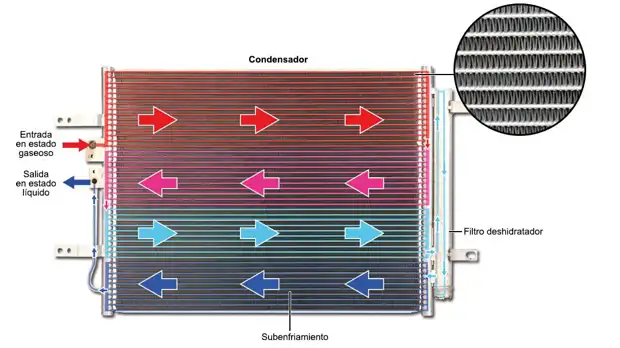 Condensador
Entrada
en estado
gaseoso
Salida
en estado
líquido
Filtro deshidratador
Subenfriamiento